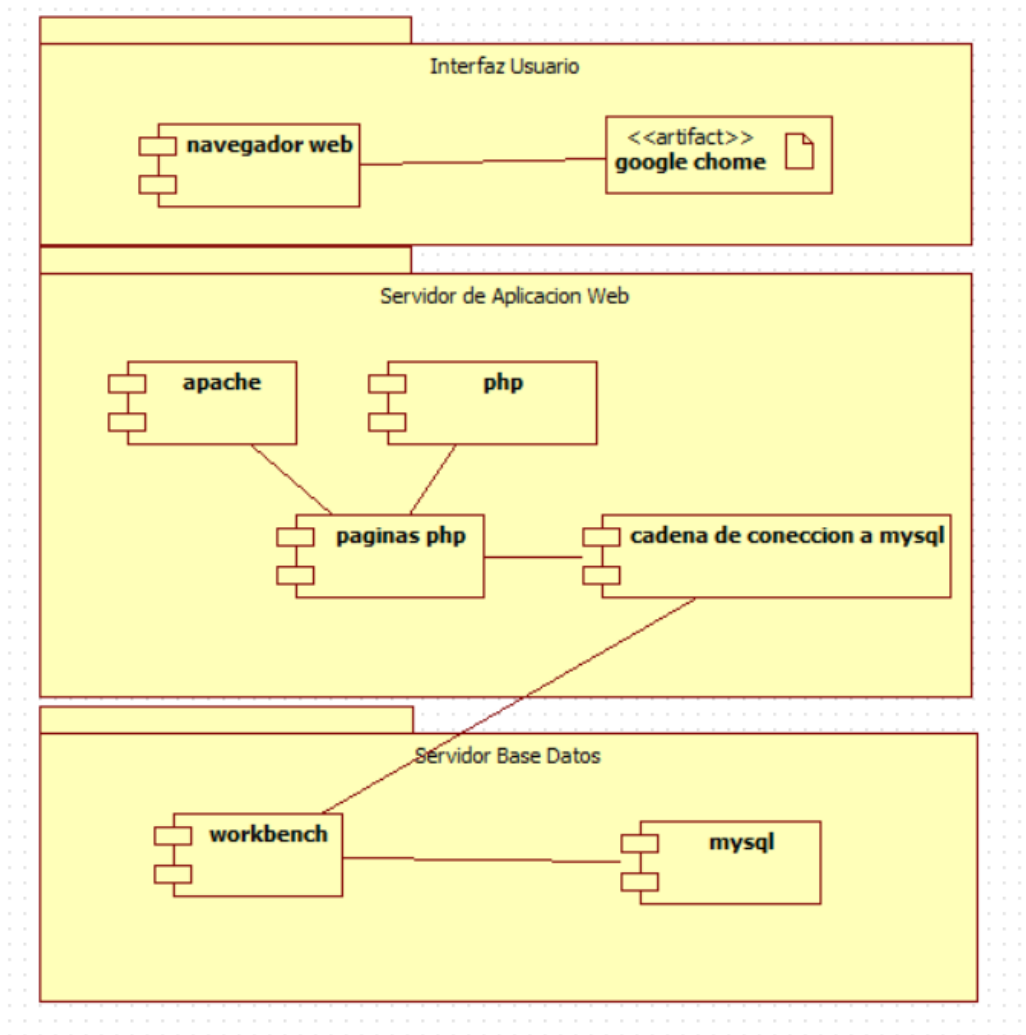 Interfaz Usuario
navegador web
<<artifact>>
google chome
Servidor de Aplicacion Web
apache
php
paginas php
cadena de coneccion a mysql
Servidor Base Datos
workbench
mysql